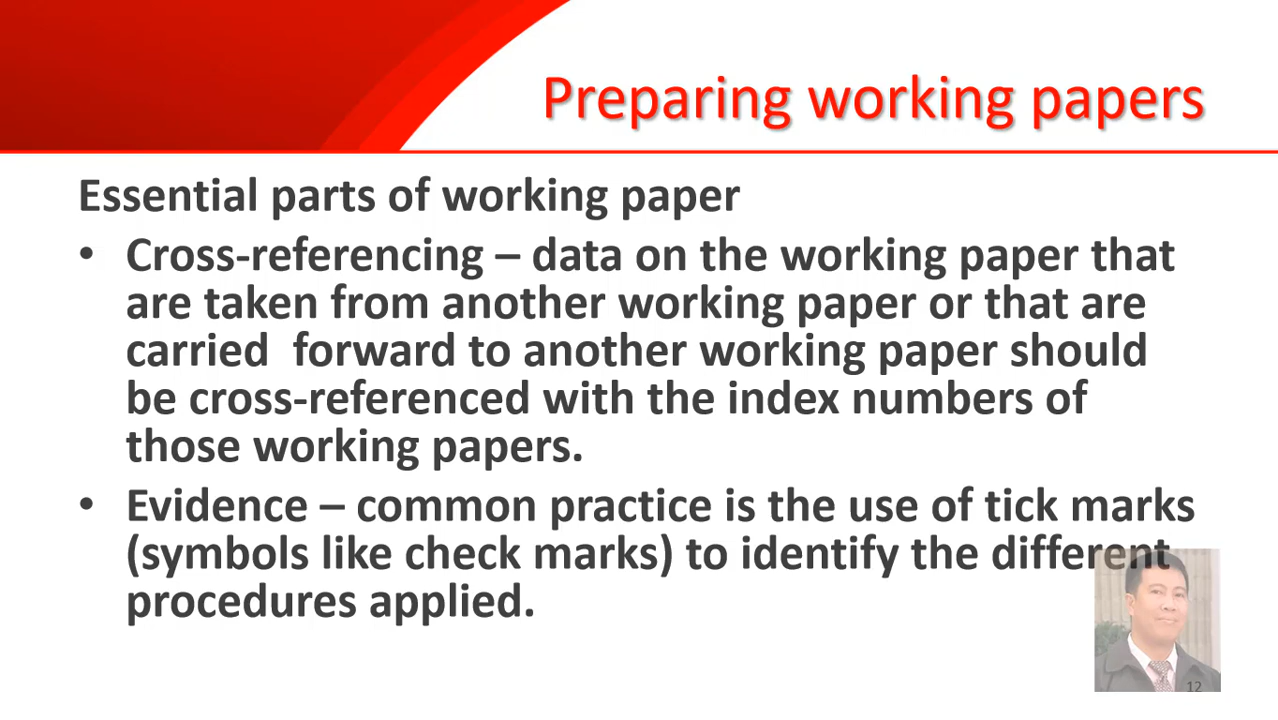 Preparing working papers
Essential parts of working paper
• Cross-referencing – data on the working paper that
are taken from another working paper or that are
carried forward to another working paper should
be cross-referenced with the index numbers of
those working papers.
• Evidence – common practice is the use of tick marks
(symbols like check marks) to identify the different
procedures applied.
12